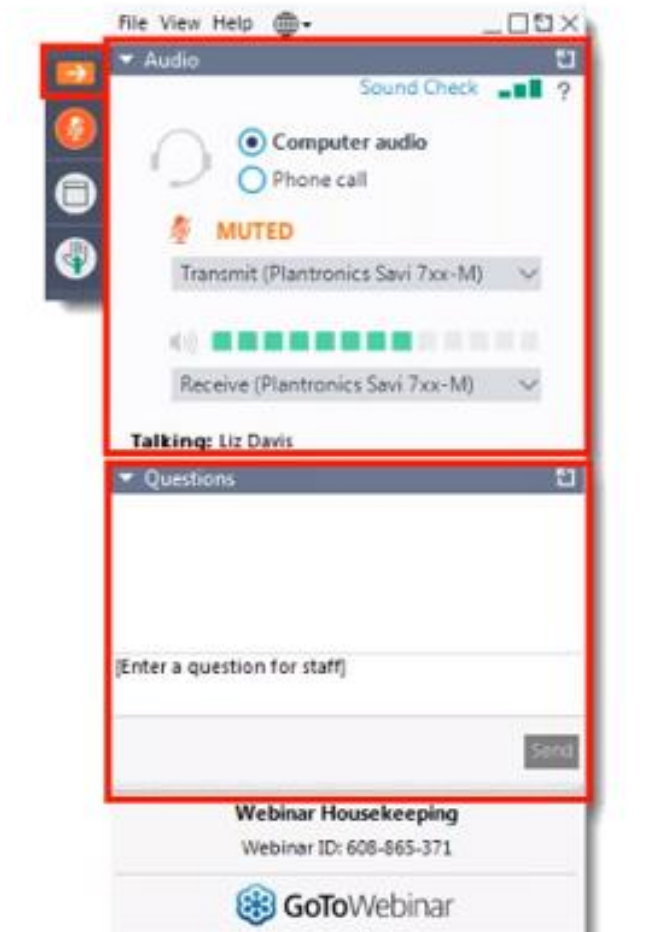 File View Help
Audio
Sound Check ?
Computer audio
Phone call
MUTED
Transmit (Plantronics Savi 7xx-M)
Receive (Plantronics Savi 7xx-M)
Talking: Liz Davis
Questions
[Enter a question for staff]
Send
Webinar Housekeeping
Webinar ID: 608-865-371
GoToWebinar